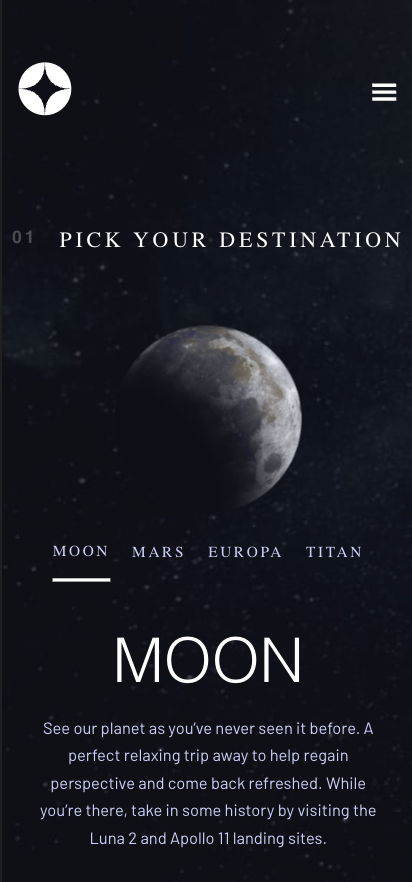 01 PICK YOUR DESTINATION
MOON MARS EUROPA TITAN
MOON
See our planet as you’ve never seen it before. A
perfect relaxing trip away to help regain
perspective and come back refreshed. While
you’re there, take in some history by visiting the
Luna 2 and Apollo 11 landing sites.